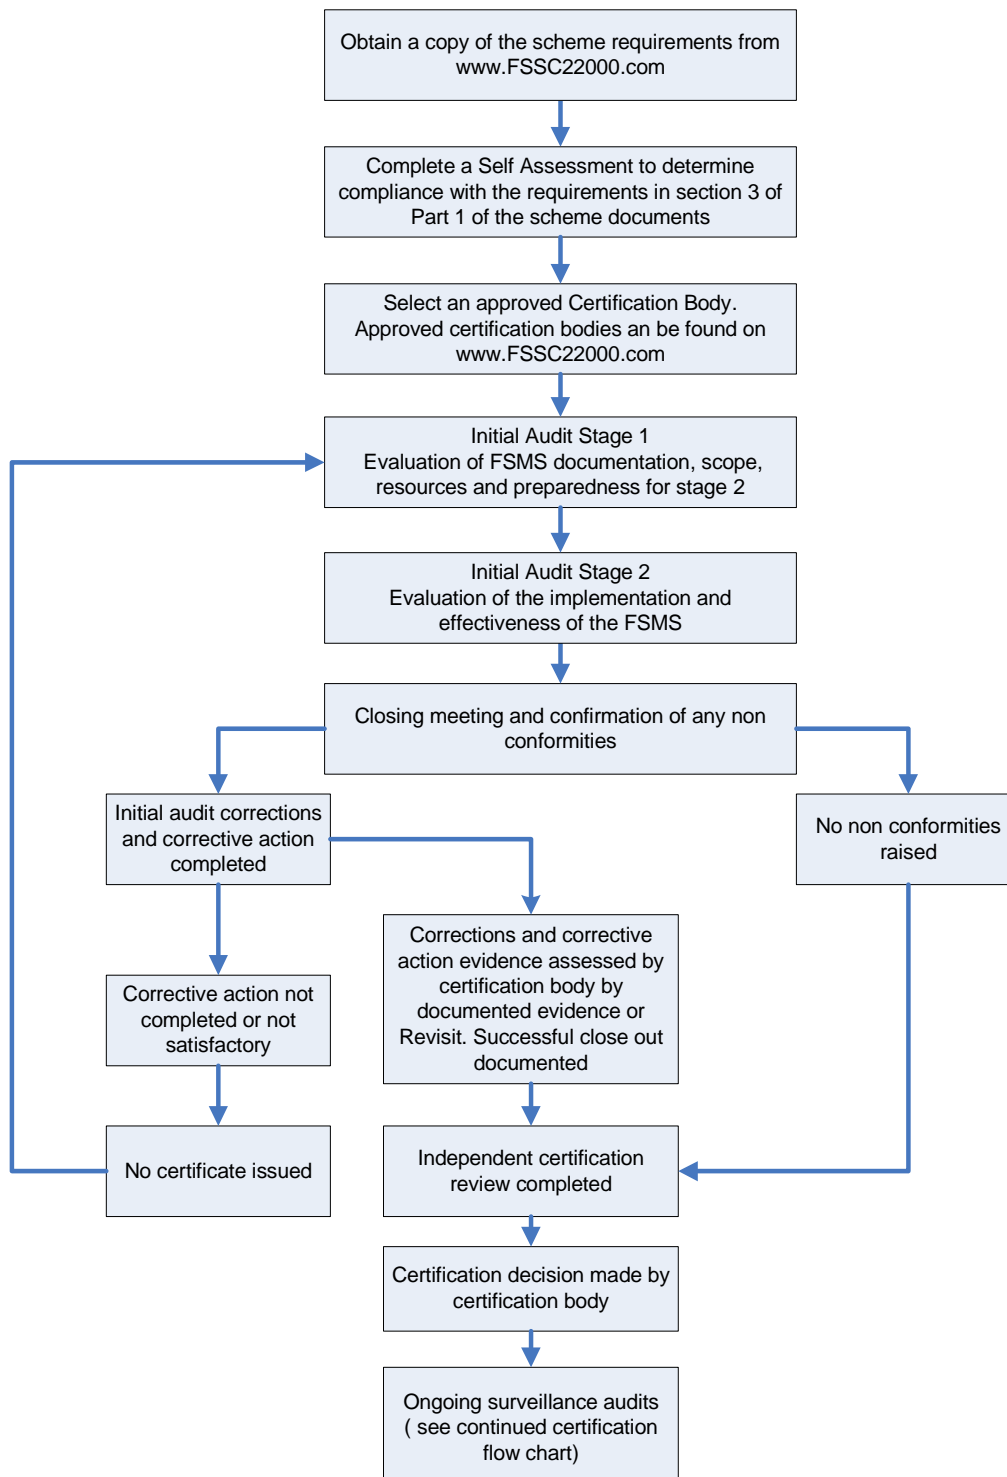 Obtain a copy of the scheme requirements from
www.FSSC22000.com
Complete a Self Assessment to determine
compliance with the requirements in section 3 of
Part 1 of the scheme documents
Select an approved Certification Body.
Approved certification bodies an be found on
www.FSSC22000.com
Initial Audit Stage 1
Evaluation of FSMS documentation, scope,
resources and preparedness for stage 2
Initial Audit Stage 2
Evaluation of the implementation and
effectiveness of the FSMS
Closing meeting and confirmation of any non
conformities
Initial audit corrections
and corrective action
completed
No non conformities
raised
Corrections and corrective
action evidence assessed by
certification body by
documented evidence or
Revisit. Successful close out
documented
Corrective action not
completed or not
satisfactory
No certificate issued
Independent certification
review completed
Certification decision made by
certification body
Ongoing surveillance audits
( see continued certification
flow chart)